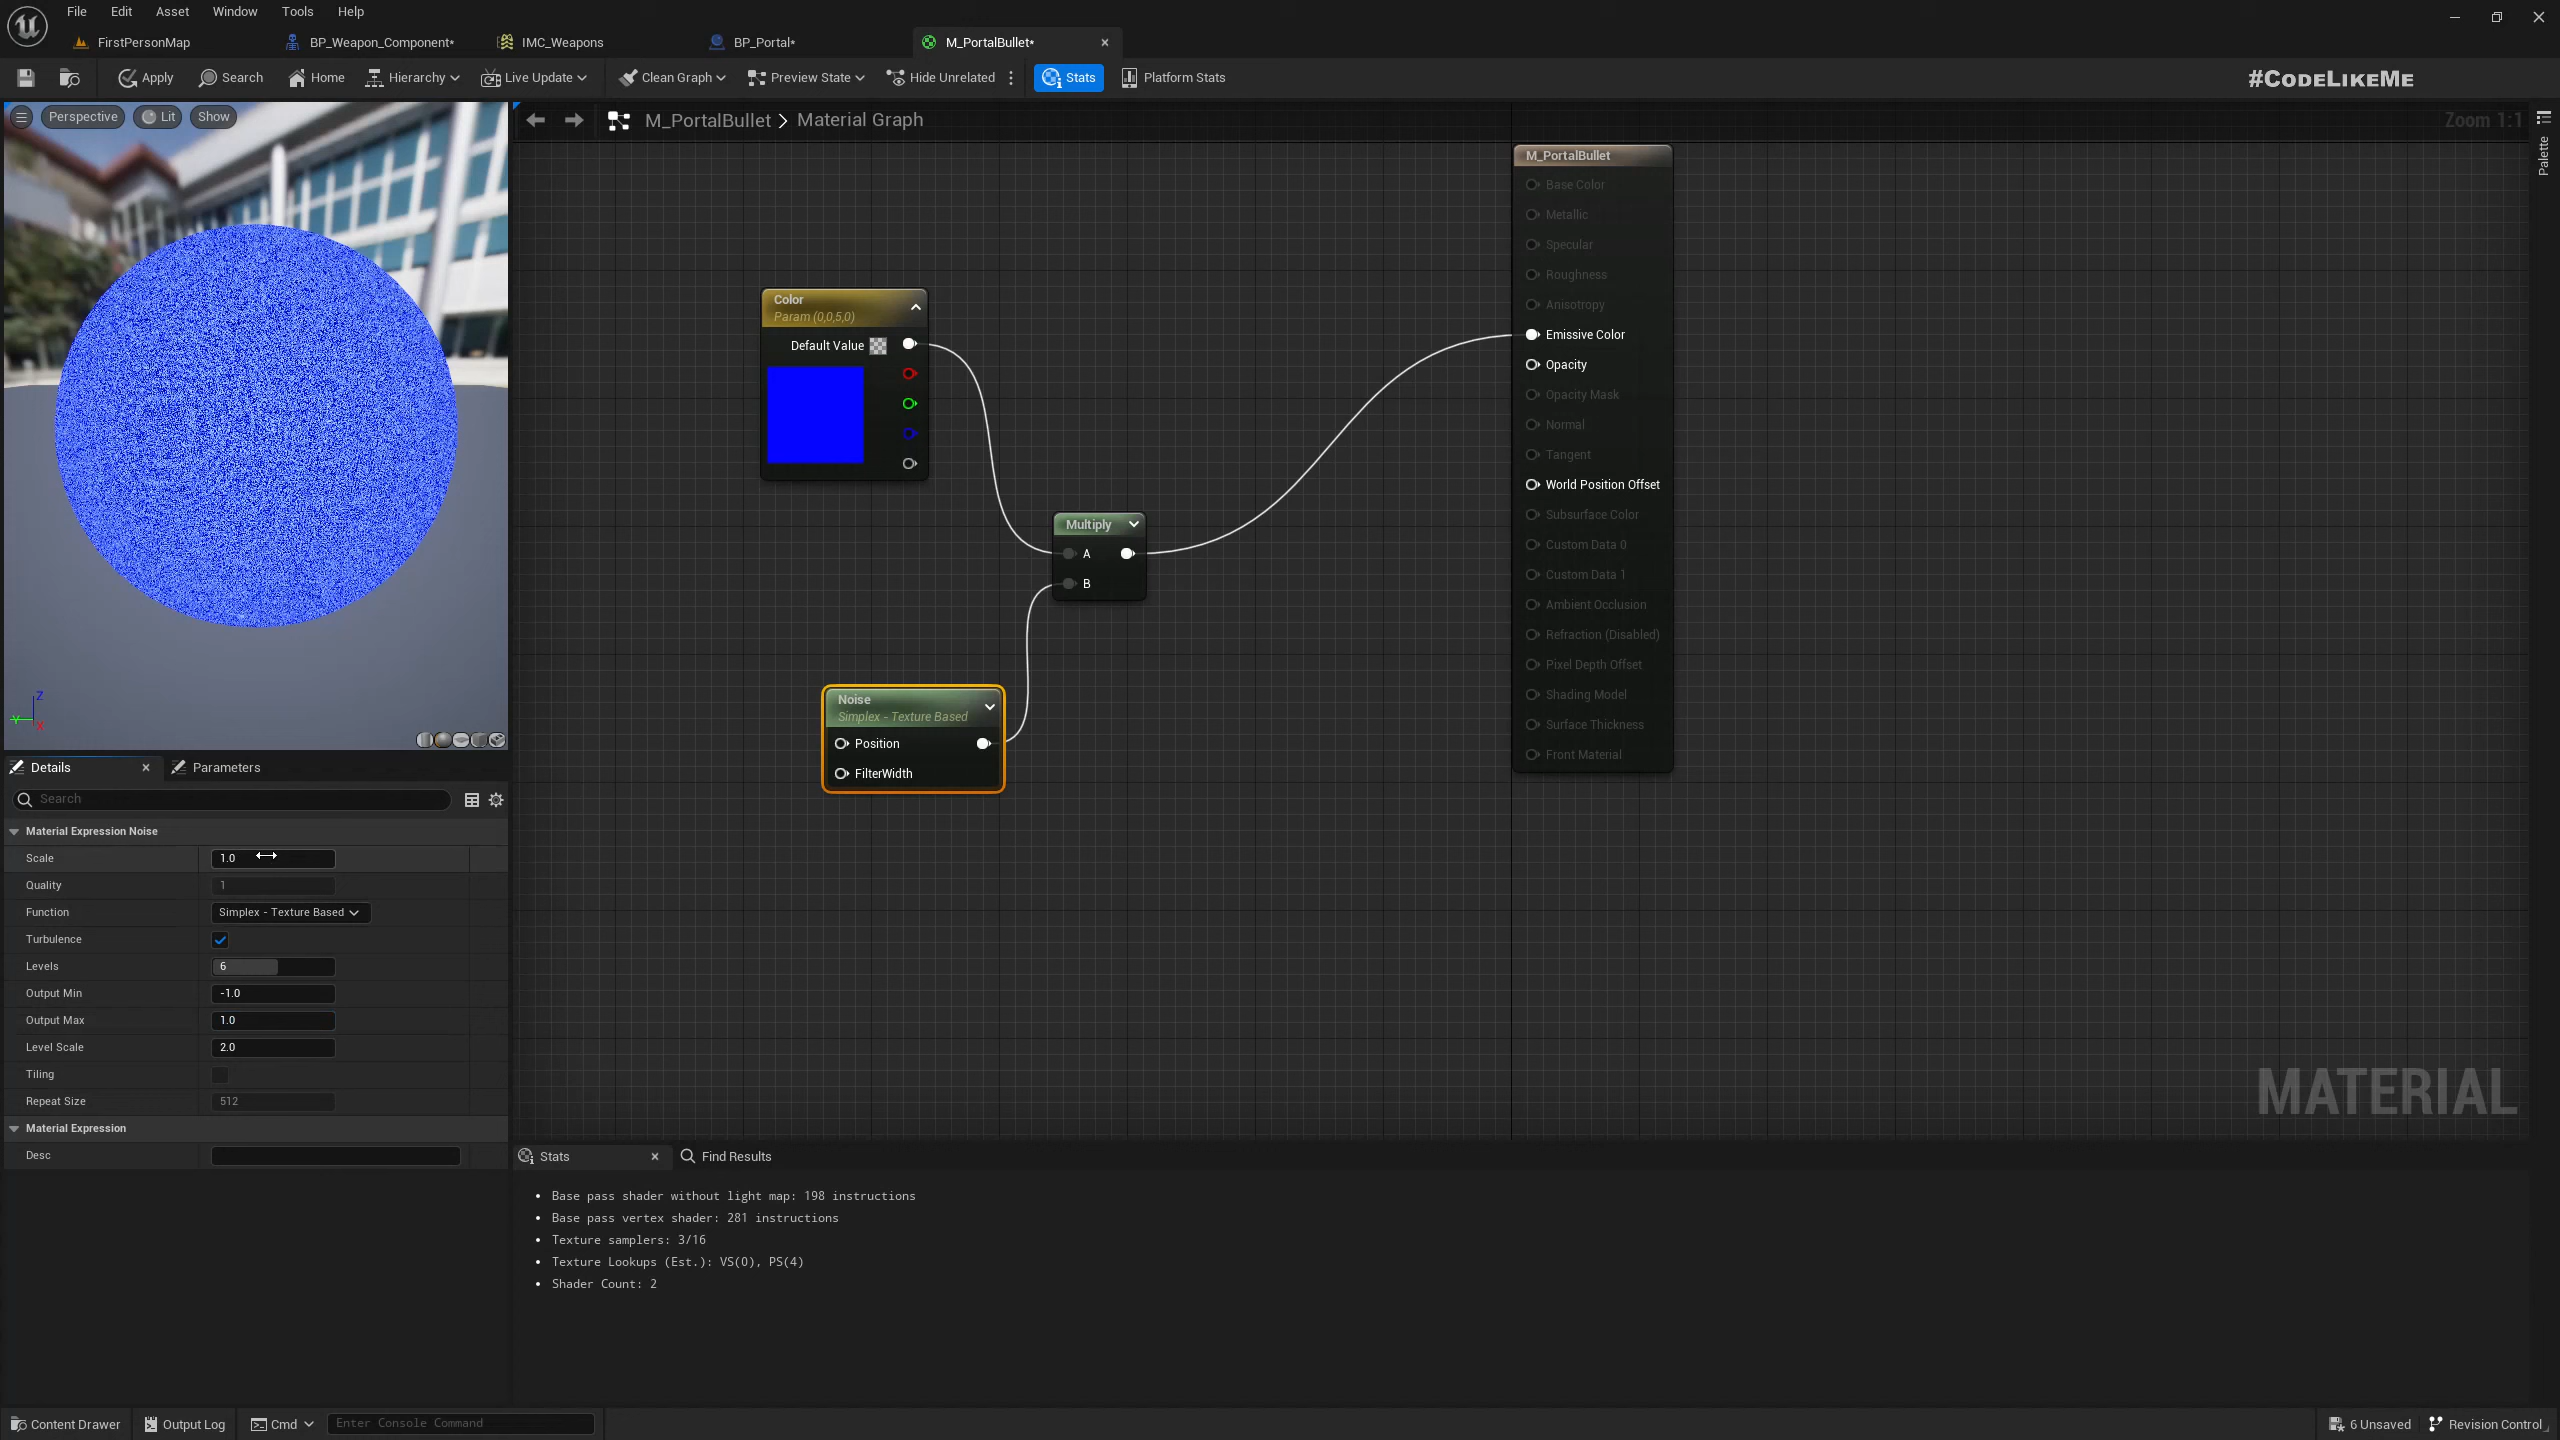 File Edit Asset Window Tools Help
FirstPersonMap BP_Weapon_Component* IMC_Weapons BP_Portal* M_PortalBullet*
Apply Search Home Hierarchy Live Update Clean Graph Preview State Hide Unrelated Stats Platform Stats #CODELIKEME
Perspective Lit Show
M_PortalBullet > Material Graph
Zoom 1:1
Palette
M_PortalBullet
Base Color
Metallic
Specular
Roughness
Anisotropy
Emissive Color
Opacity
Opacity Mask
Normal
Tangent
World Position Offset
Subsurface Color
Custom Data 0
Custom Data 1
Ambient Occlusion
Refraction (Disabled)
Pixel Depth Offset
Shading Model
Surface Thickness
Front Material
Color
Param (0,0,5,0)
Default Value
Multiply
A
B
Noise
Simplex - Texture Based
Position
FilterWidth
MATERIAL
Z
Y
X
Details Parameters
Search
Material Expression Noise
Scale 1.0
Quality 1
Function Simplex - Texture Based
Turbulence
Levels 6
Output Min -1.0
Output Max 1.0
Level Scale 2.0
Tiling
Repeat Size 512
Material Expression
Desc
Stats Find Results
Base pass shader without light map: 198 instructions
Base pass vertex shader: 281 instructions
Texture samplers: 3/16
Texture Lookups (Est.): VS(0), PS(4)
Shader Count: 2
Content Drawer Output Log Cmd Enter Console Command 6 Unsaved Revision Control